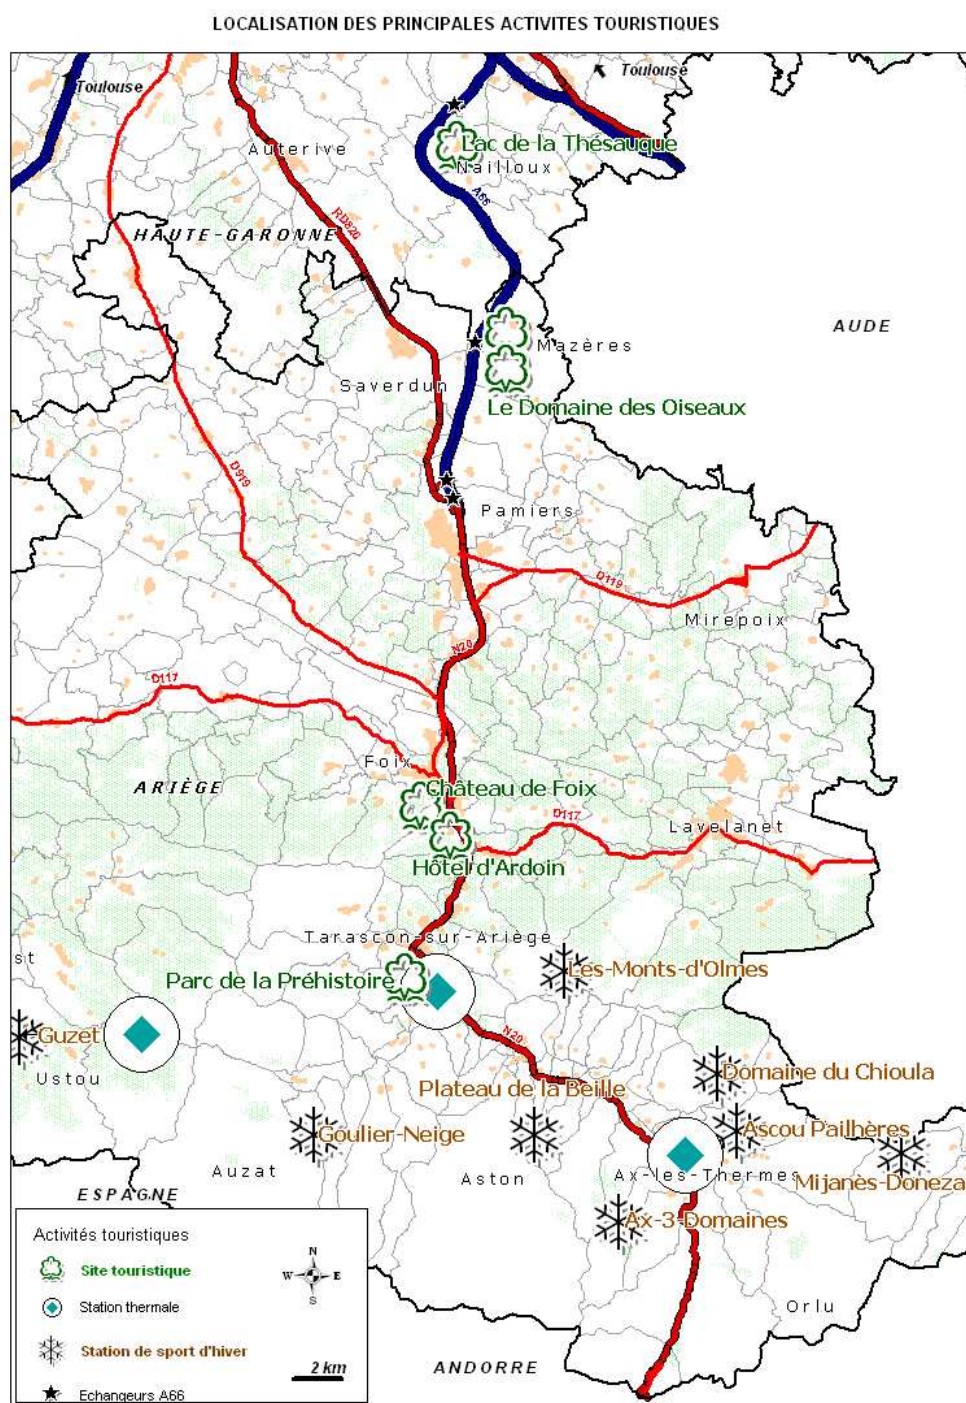 LOCALISATION DES PRINCIPALES ACTIVITES TOURISTIQUES
Toulouse
Toulouse
Lac de la Thésauque
Auterive
Nailloux
A66
RD820
HAUTE-GARONNE
AUDE
Mazères
Saverdun
Le Domaine des Oiseaux
D919
Pamiers
D119
Mirepoix
N20
D117
Foix
ARIÈGE
Château de Foix
D117
Lavelanet
Hôtel d'Ardoin
Tarascon-sur-Ariège
st
Les-Monts-d'Olmes
Parc de la Préhistoire
N20
Guzet
Domaine du Chioula
Ustou
Plateau de la Beille
Goulier-Neige
Ascou Pailhères
Auzat
Aston
Ax-les-Thermes
Mijanès-Doneza
ESPAGNE
Ax-3-Domaines
Activités touristiques
N
Site touristique
W
E
S
Station thermale
Orlu
Station de sport d'hiver
2 km
ANDORRE
Echangeurs A66